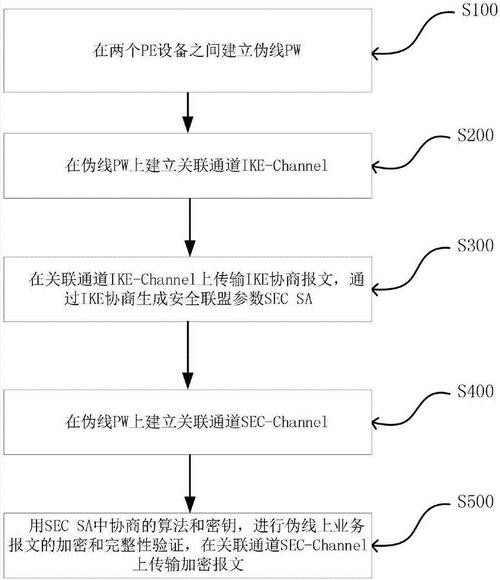 S100
在两个PE设备之间建立伪线PW
S200
在伪线PW上建立关联通道IKE-Channel
S300
在关联通道IKE-Channel上传输IKE协商报文，通
过IKE协商生成安全联盟参数SEC SA
S400
在伪线PW上建立关联通道SEC-Channel
S500
用SEC SA中协商的算法和密钥，进行伪线上业务
报文的加密和完整性验证，在关联通道SEC-Channel
上传输加密报文